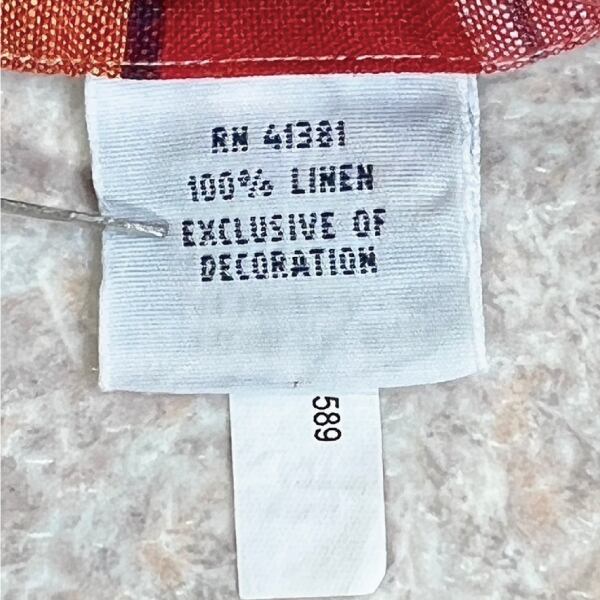 RN 41381
100% LINEN
EXCLUSIVE OF
DECORATION
589